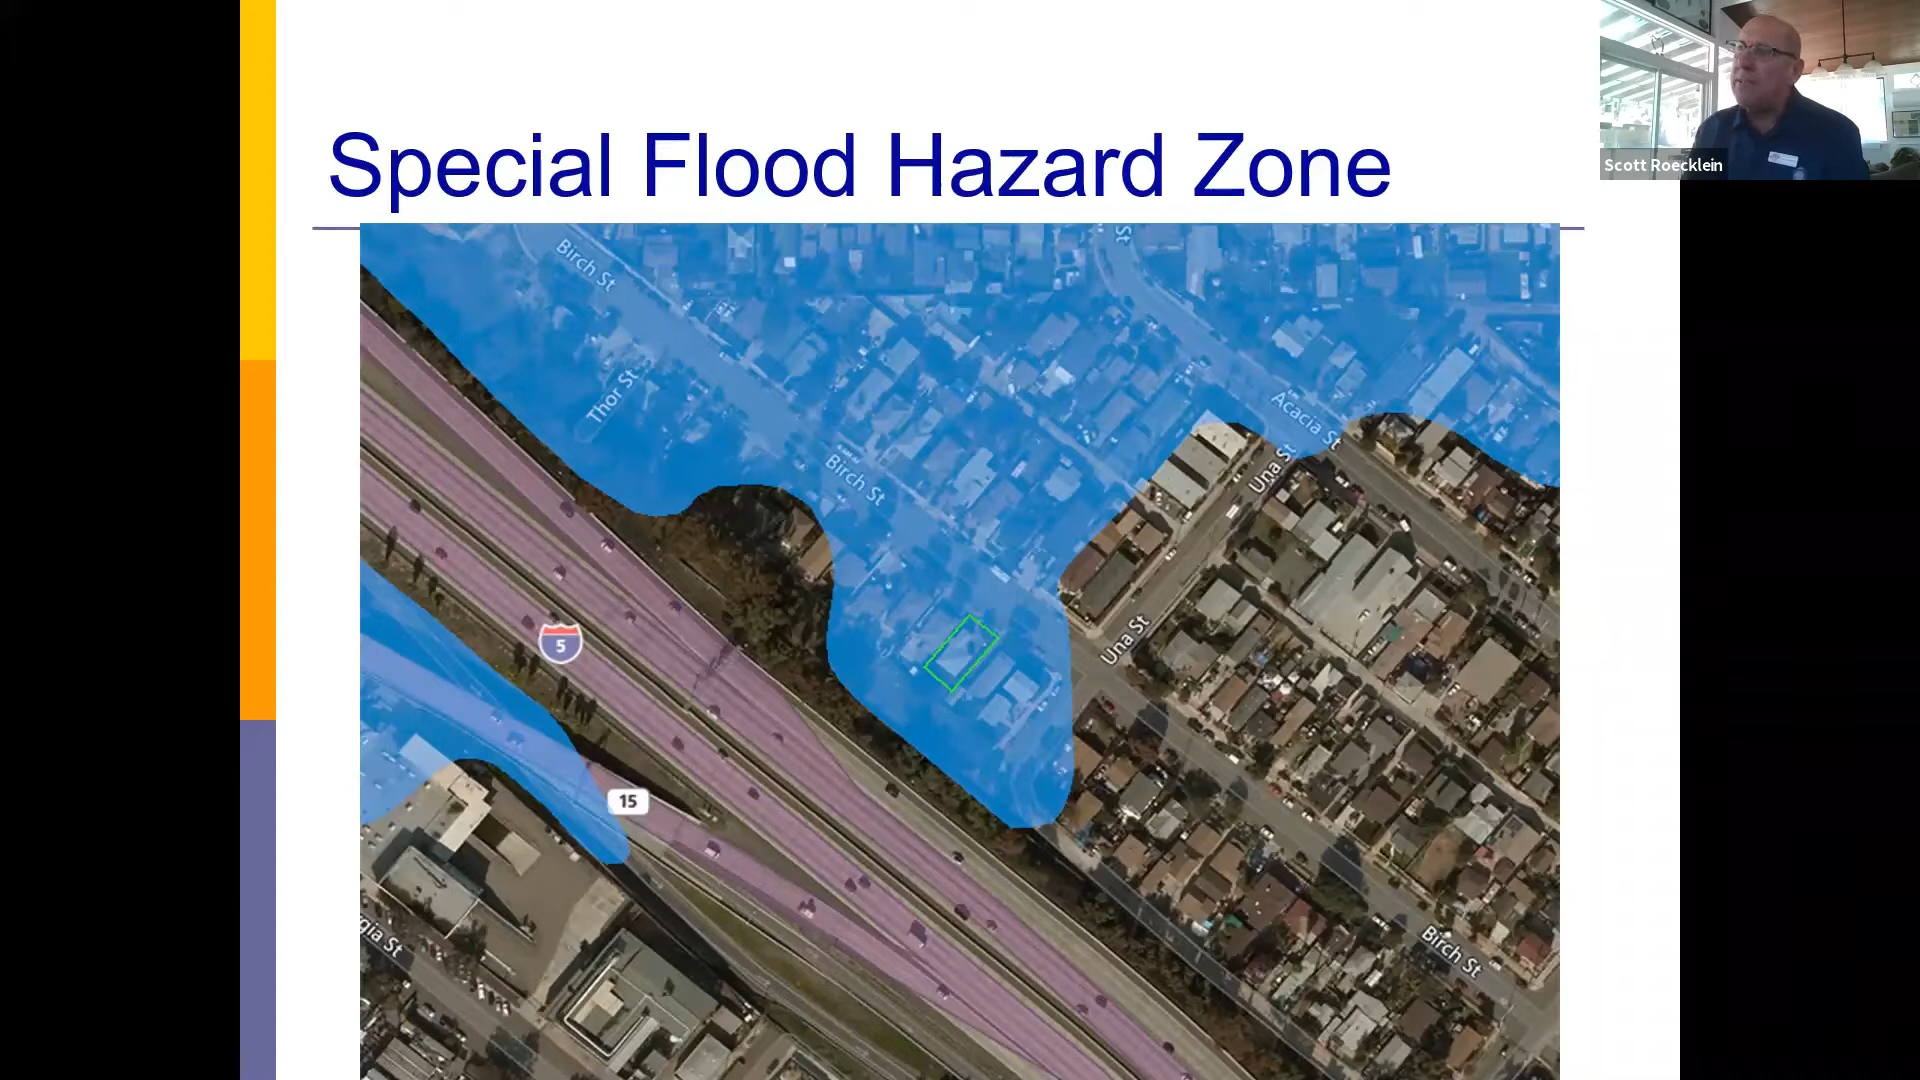 Special Flood Hazard Zone
Scott Roecklein
Birch St
St
Thor St
Acacia St
Birch St
Una St
Una St
5
15
gia St
Birch St